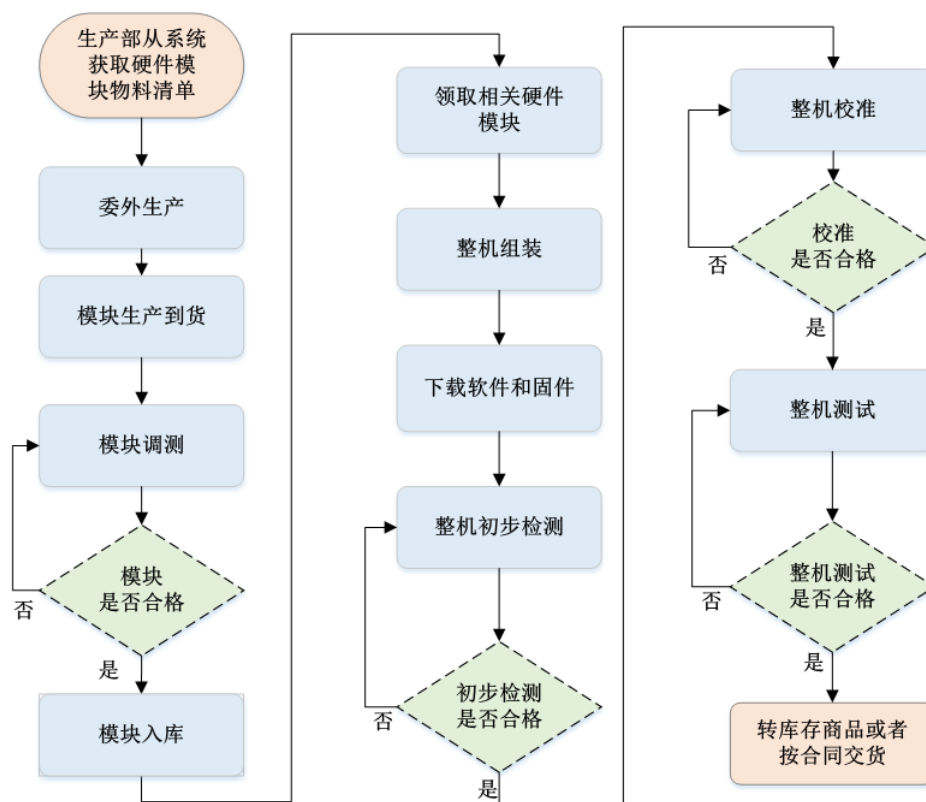 生产部从系统
获取硬件模
块物料清单
委外生产
模块生产到货
模块调测
模块
是否合格
否
是
模块入库
领取相关硬件
模块
整机组装
下载软件和固件
整机初步检测
初步检测
是否合格
否
是
整机校准
校准
是否合格
否
是
整机测试
整机测试
是否合格
否
是
转库存商品或者
按合同交货